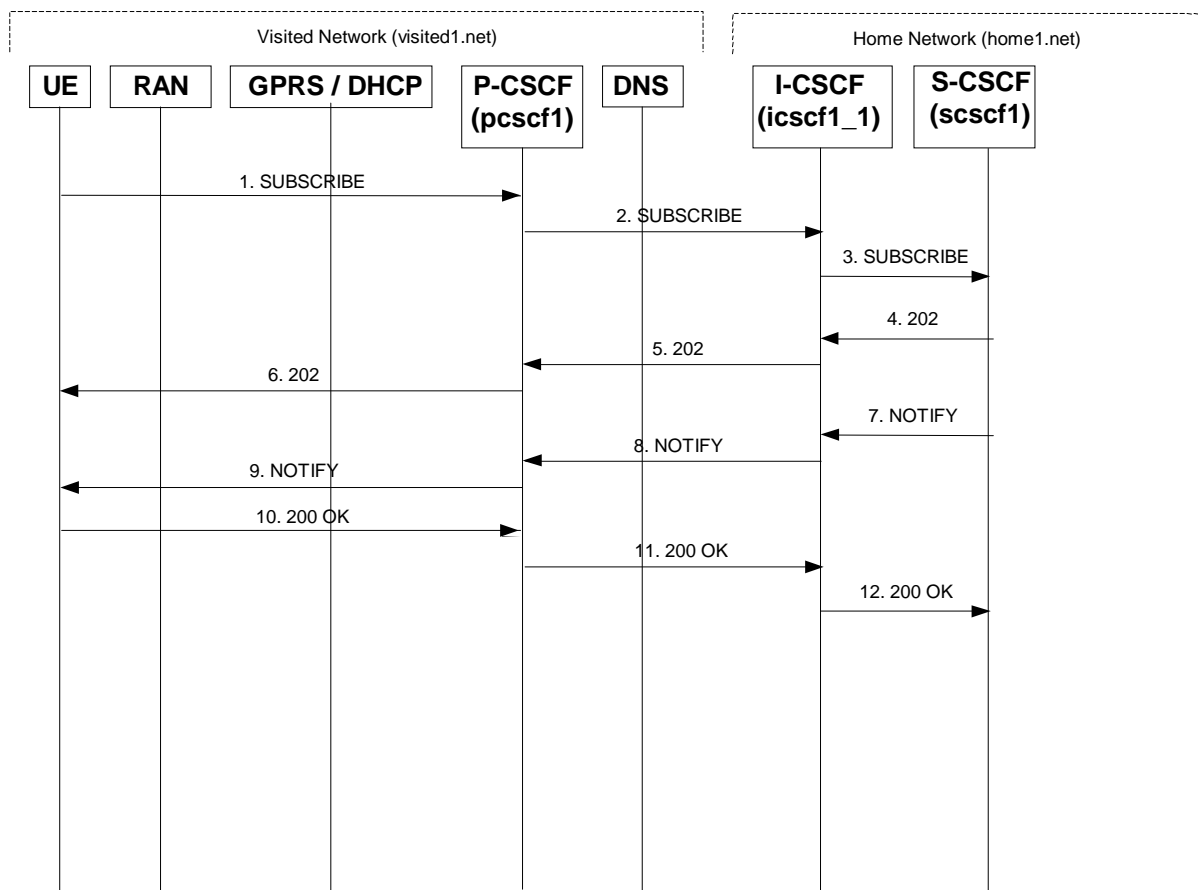 Visited Network (visited1.net)
Home Network (home1.net)
UE
RAN
GPRS / DHCP
P-CSCF
(pcscf1)
DNS
I-CSCF
(icscf1_1)
S-CSCF
(scscf1)
1. SUBSCRIBE
2. SUBSCRIBE
3. SUBSCRIBE
4. 202
5. 202
6. 202
7. NOTIFY
8. NOTIFY
9. NOTIFY
10. 200 OK
11. 200 OK
12. 200 OK